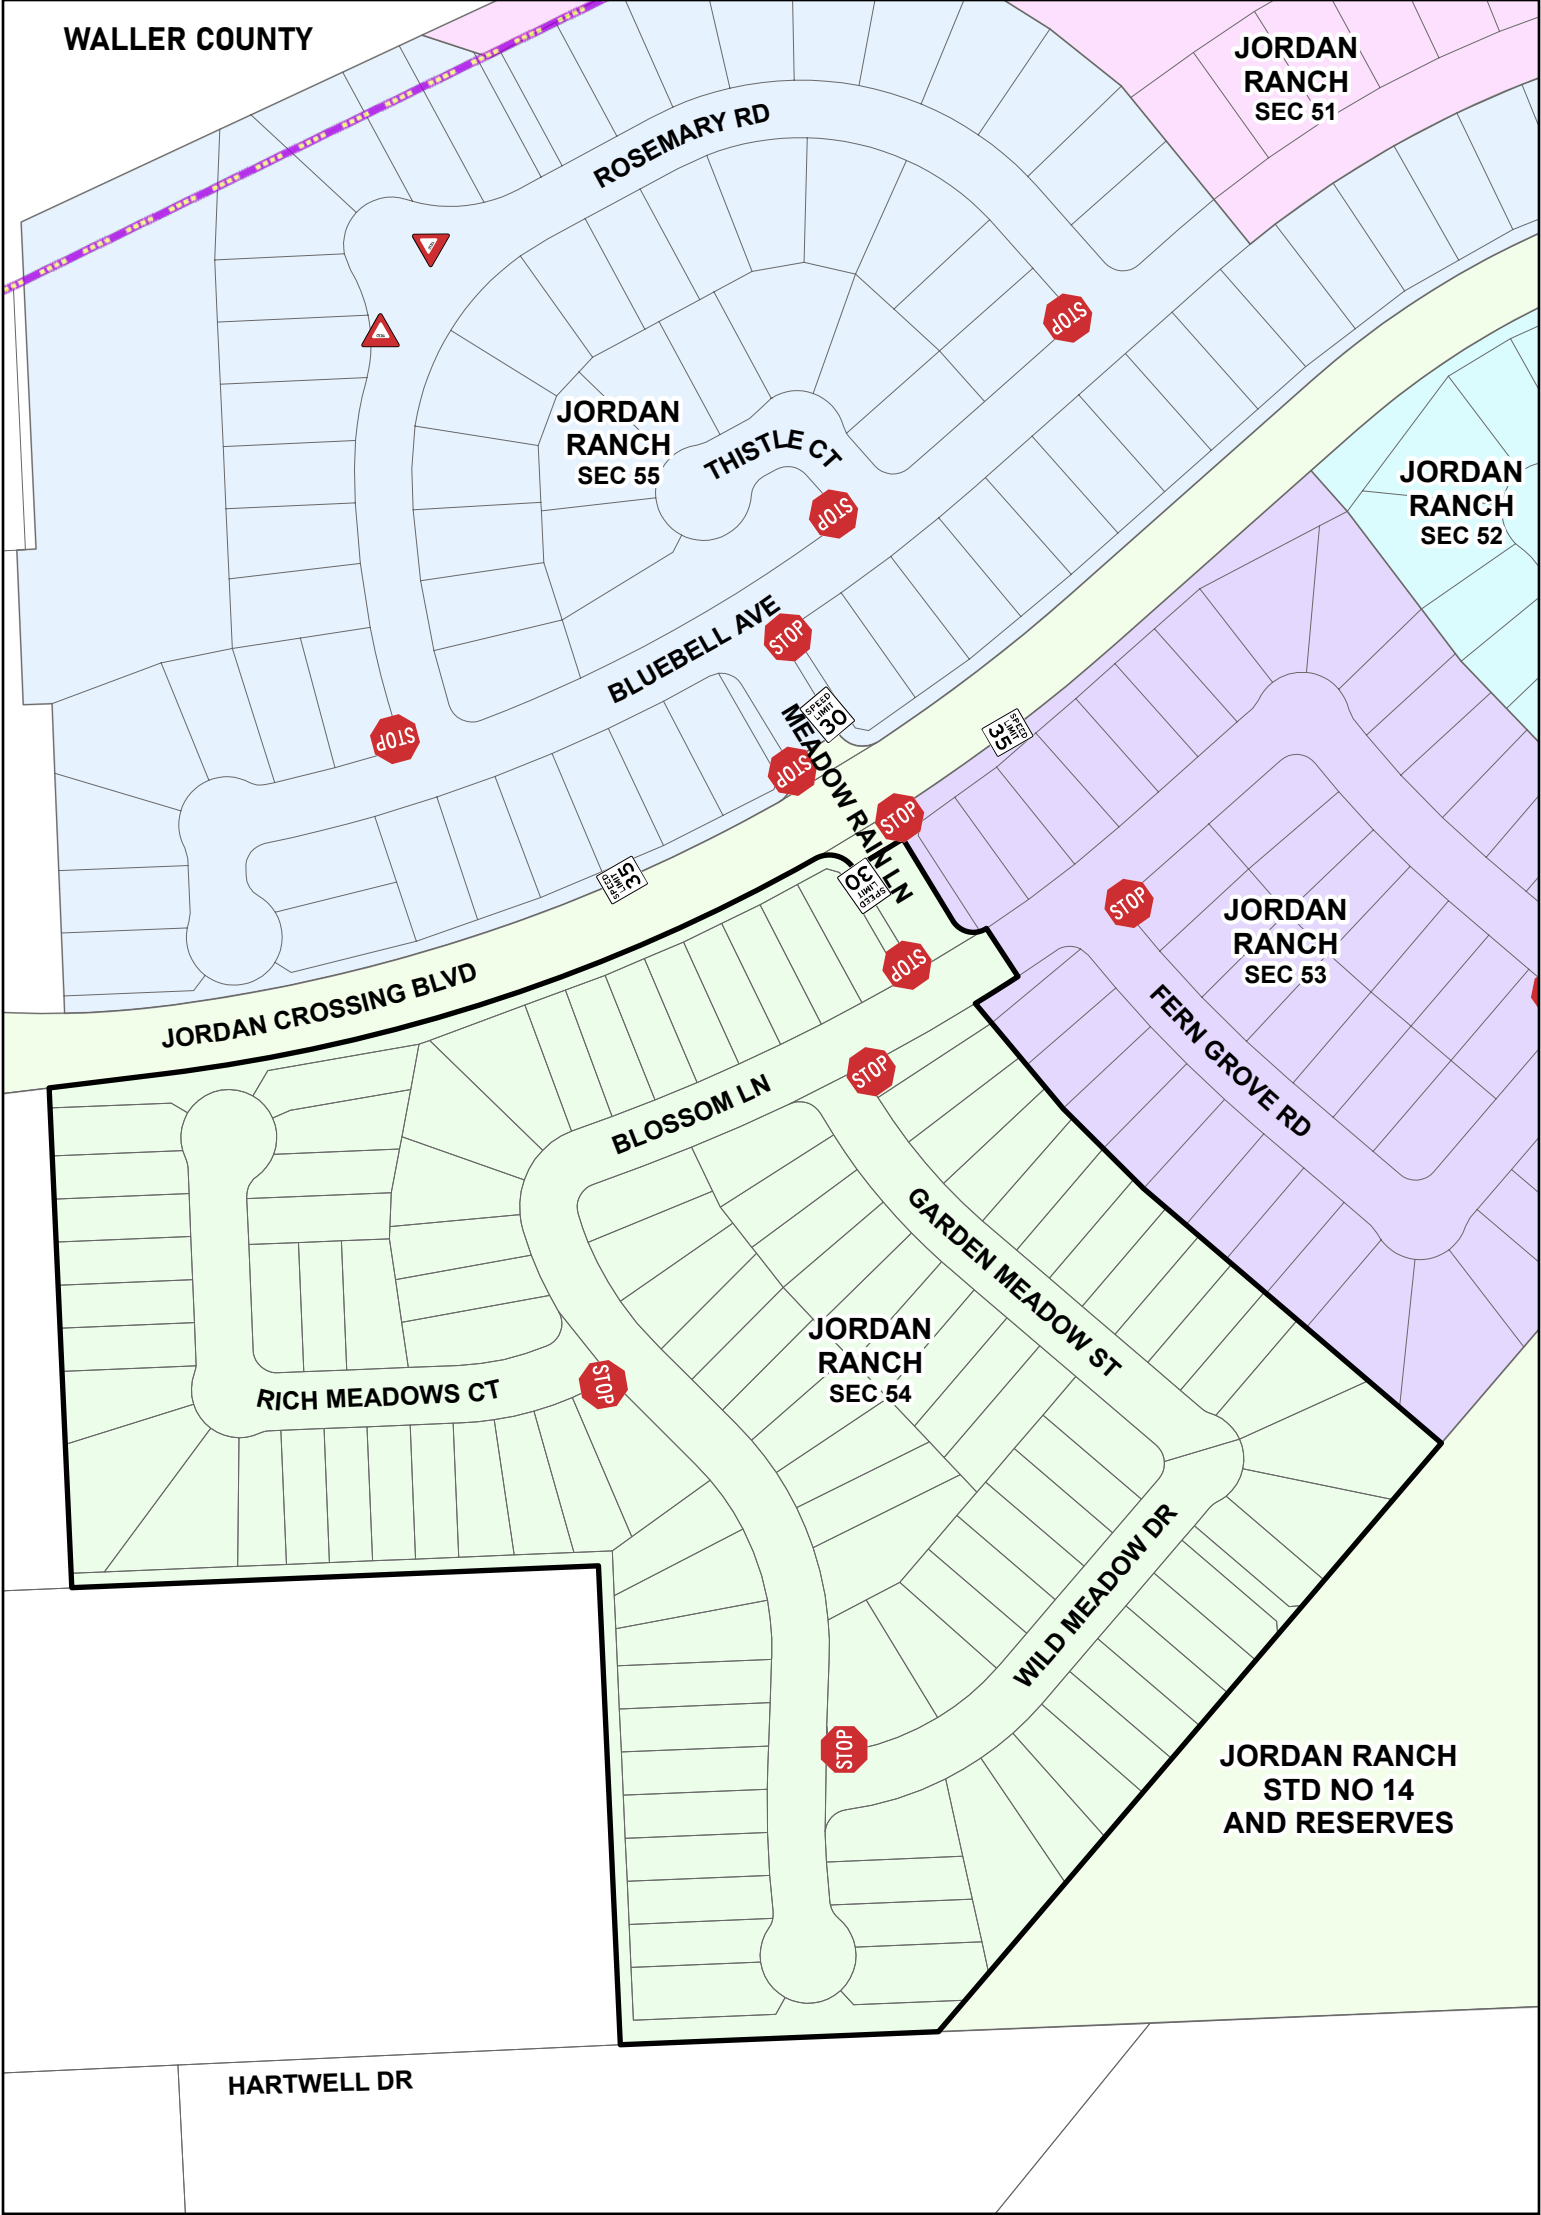 WALLER COUNTY
JORDAN
RANCH
SEC 51
ROSEMARY RD
STOP
JORDAN
RANCH
SEC 55
THISTLE CT
STOP
JORDAN
RANCH
SEC 52
BLUEBELL AVE
STOP
STOP
SPEED
LIMIT
30
SPEED
LIMIT
35
MEADOW RAIN LN
STOP
STOP
SPEED
LIMIT
35
SPEED
LIMIT
30
STOP
STOP
JORDAN
RANCH
SEC 53
JORDAN CROSSING BLVD
FERN GROVE RD
STOP
BLOSSOM LN
GARDEN MEADOW ST
JORDAN
RANCH
SEC 54
RICH MEADOWS CT
STOP
WILD MEADOW DR
STOP
JORDAN RANCH
STD NO 14
AND RESERVES
HARTWELL DR